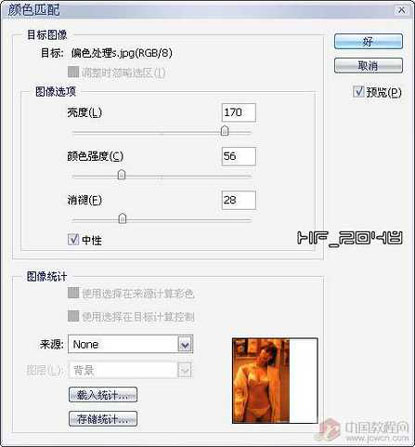 颜色匹配
目标图像
目标: 偏色处理s.jpg(RGB/8)
调整时忽略选区(I)
好
取消
预览(P)
图像选项
亮度(L)
170
颜色强度(C)
56
消褪(F)
28
中性
HF_2048
图像统计
使用选择在来源计算彩色
使用选择在目标计算控制
来源: None
图层(L): 背景
载入统计...
存储统计...
中国教程网
www.jcwcn.com